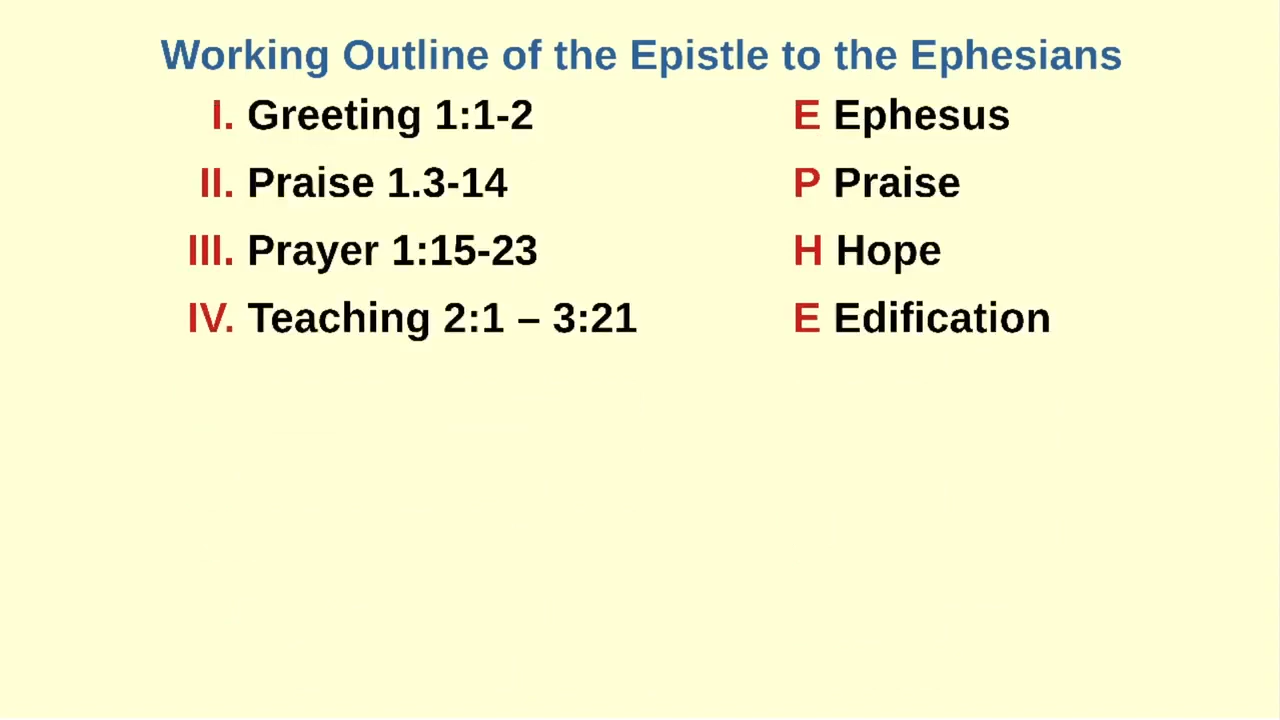 Working Outline of the Epistle to the Ephesians
I. Greeting 1:1-2 E Ephesus
II. Praise 1.3-14 P Praise
III. Prayer 1:15-23 H Hope
IV. Teaching 2:1 – 3:21 E Edification